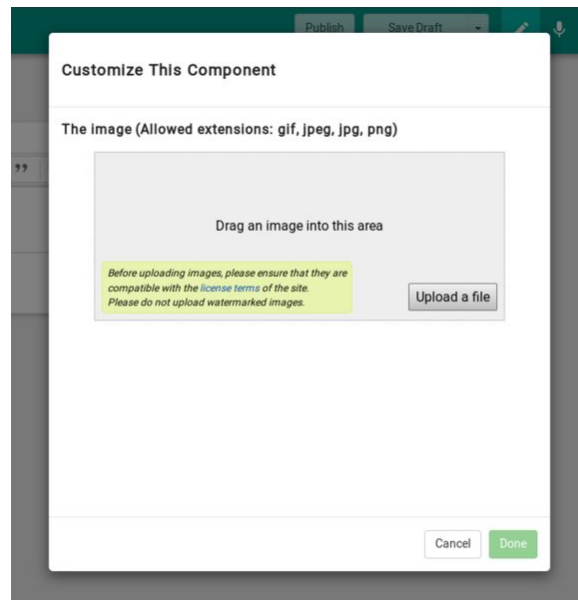 Publish
Save Draft
Customize This Component
The image (Allowed extensions: gif, jpeg, jpg, png)
”
Drag an image into this area
Before uploading images, please ensure that they are
compatible with the license terms of the site.
Please do not upload watermarked images.
Upload a file
Cancel
Done